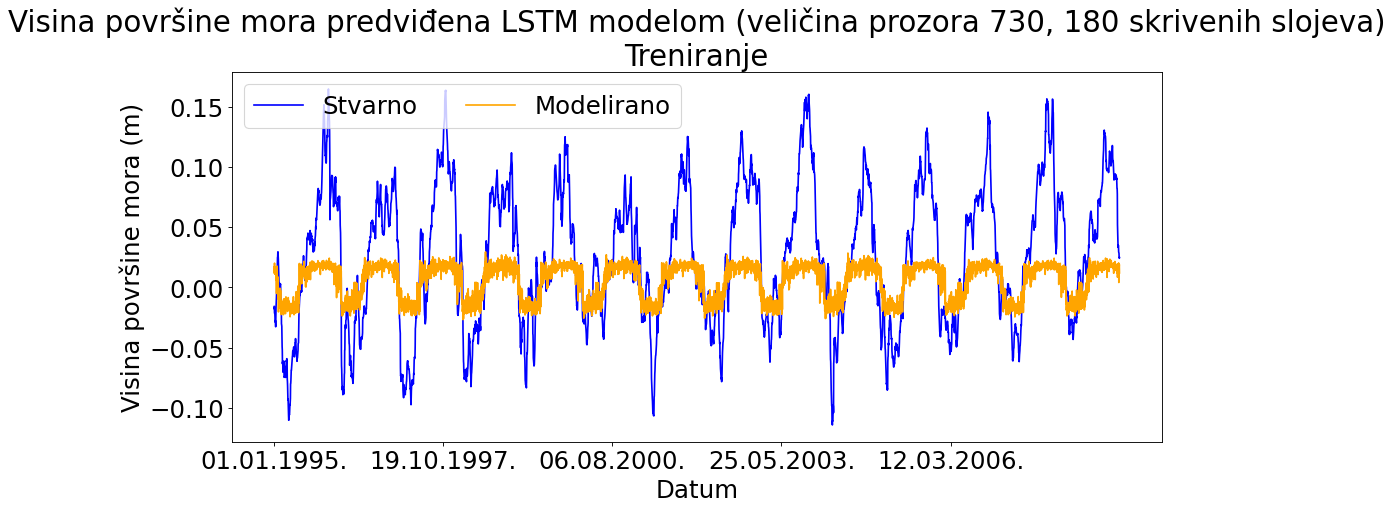 Visina površine mora predviđena LSTM modelom (veličina prozora 730, 180 skrivenih slojeva)
Treniranje
Stvarno Modelirano
Visina površine mora (m)
0.15
0.10
0.05
0.00
−0.05
−0.10
01.01.1995. 19.10.1997. 06.08.2000. 25.05.2003. 12.03.2006.
Datum